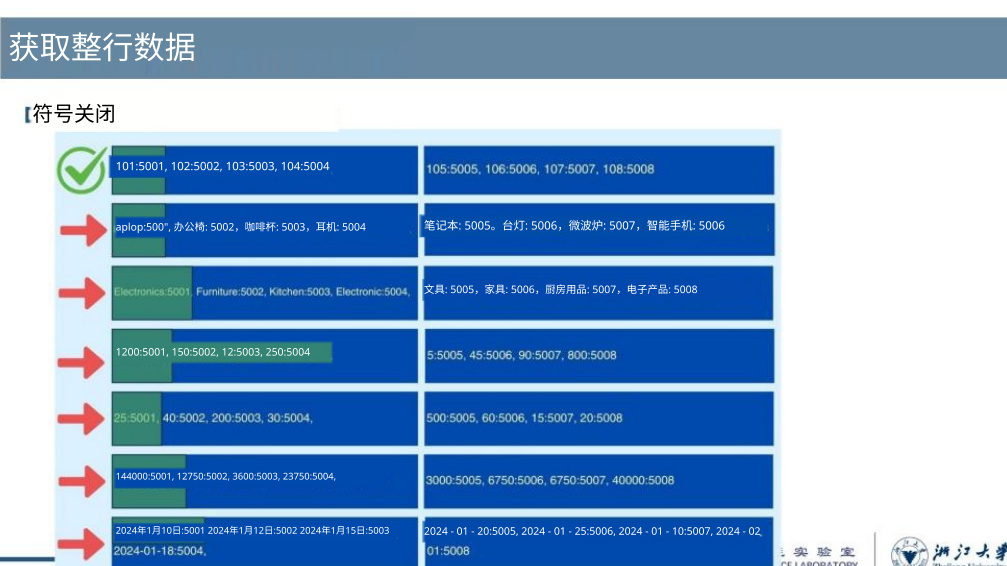 获取整行数据
符号关闭
101:5001, 102:5002, 103:5003, 104:5004
105:5005, 106:5006, 107:5007, 108:5008
aplop:500", 办公椅: 5002，咖啡杯: 5003，耳机: 5004
笔记本: 5005。台灯: 5006，微波炉: 5007，智能手机: 5006
Electronics:5001, Furniture:5002, Kitchen:5003, Electronic:5004,
文具: 5005，家具: 5006，厨房用品: 5007，电子产品: 5008
1200:5001, 150:5002, 12:5003, 250:5004
5:5005, 45:5006, 90:5007, 800:5008
25:5001, 40:5002, 200:5003, 30:5004,
500:5005, 60:5006, 15:5007, 20:5008
144000:5001, 12750:5002, 3600:5003, 23750:5004,
3000:5005, 6750:5006, 6750:5007, 40000:5008
2024年1月10日:5001 2024年1月12日:5002 2024年1月15日:5003
2024-01-18:5004,
2024 - 01 - 20:5005, 2024 - 01 - 25:5006, 2024 - 01 - 10:5007, 2024 - 02
01:5008
实验室
CE LABORATORY
浙江大学